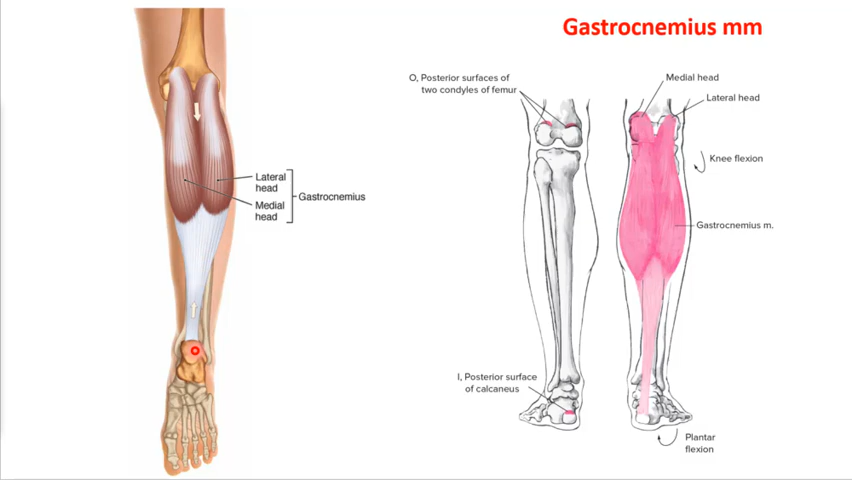 Gastrocnemius mm
Lateral
head
Medial
head
Gastrocnemius
O, Posterior surfaces of
two condyles of femur
Medial head
Lateral head
Knee flexion
Gastrocnemius m.
I, Posterior surface
of calcaneus
Plantar
flexion